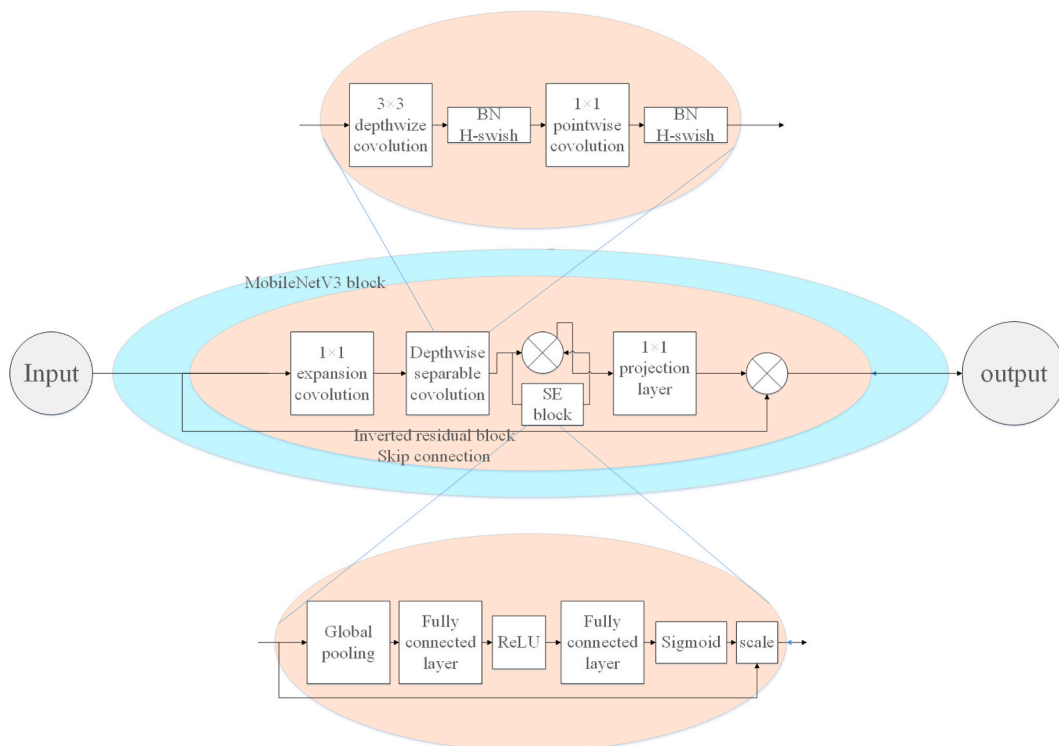 3×3
depthwize
covolution
BN
H-swish
1×1
pointwise
covolution
BN
H-swish
MobileNetV3 block
Input
1×1
expansion
covolution
Depthwise
separable
covolution
SE
block
1×1
projection
layer
output
Inverted residual block
Skip connection
Global
pooling
Fully
connected
layer
ReLU
Fully
connected
layer
Sigmoid
scale